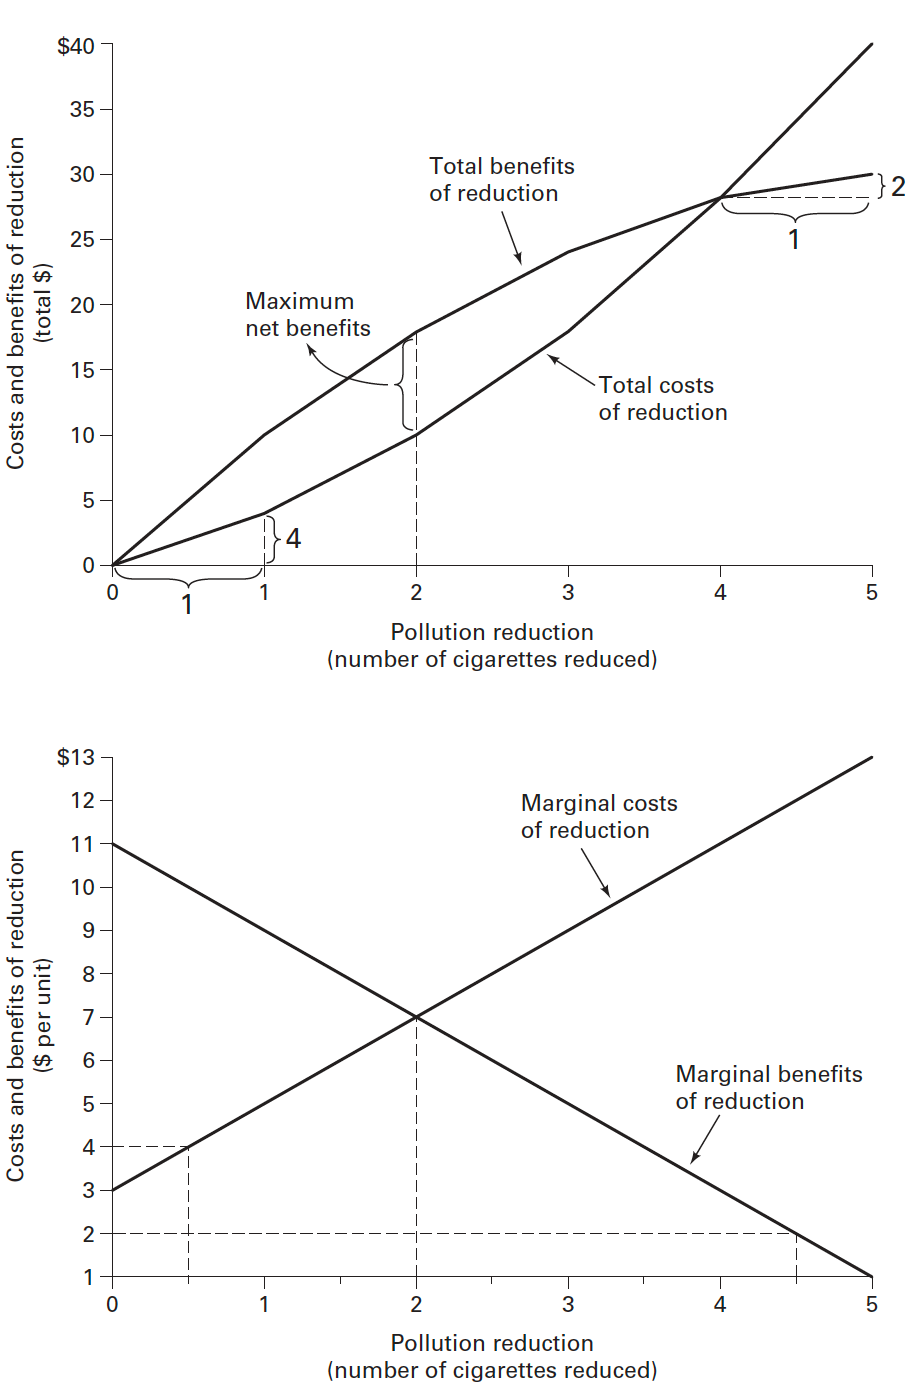 Costs and benefits of reduction
(total $)
$40
35
30
25
20
15
10
5
0
Total benefits
of reduction
Maximum
net benefits
Total costs
of reduction
2
1
4
1
0
1
2
3
4
5
Pollution reduction
(number of cigarettes reduced)
Costs and benefits of reduction
($ per unit)
$13
12
11
10
9
8
7
6
5
4
3
2
1
Marginal costs
of reduction
Marginal benefits
of reduction
0
1
2
3
4
5
Pollution reduction
(number of cigarettes reduced)